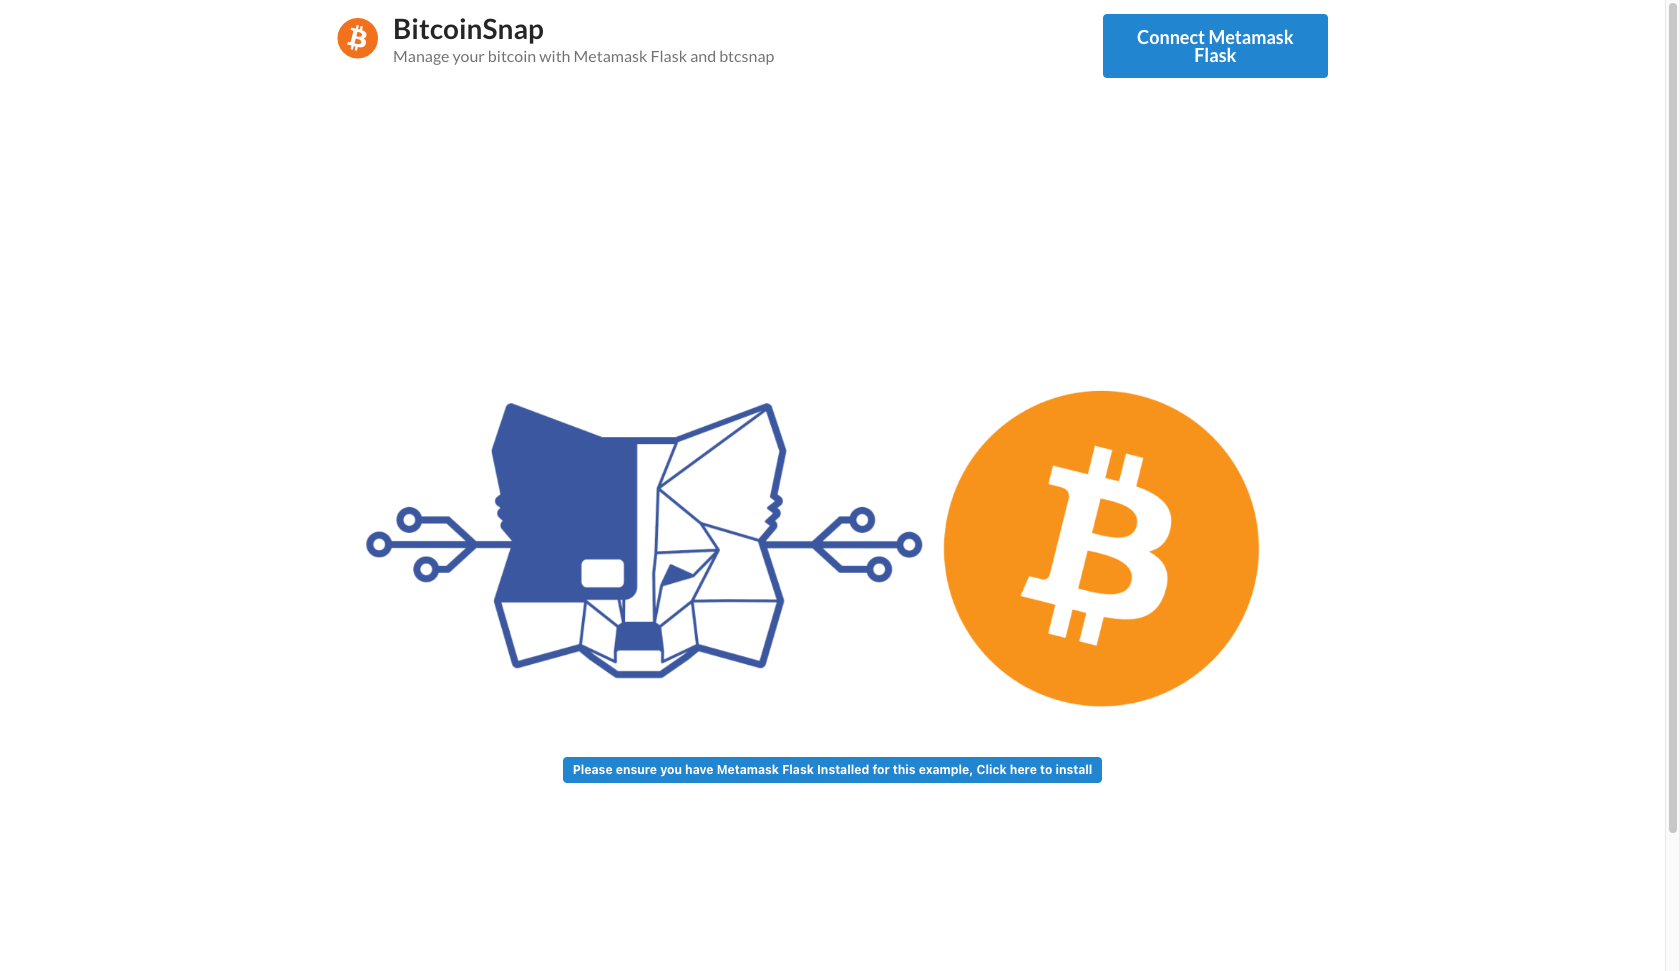 BitcoinSnap
Manage your bitcoin with Metamask Flask and btcsnap
Connect Metamask
Flask
Please ensure you have Metamask Flask Installed for this example, Click here to install